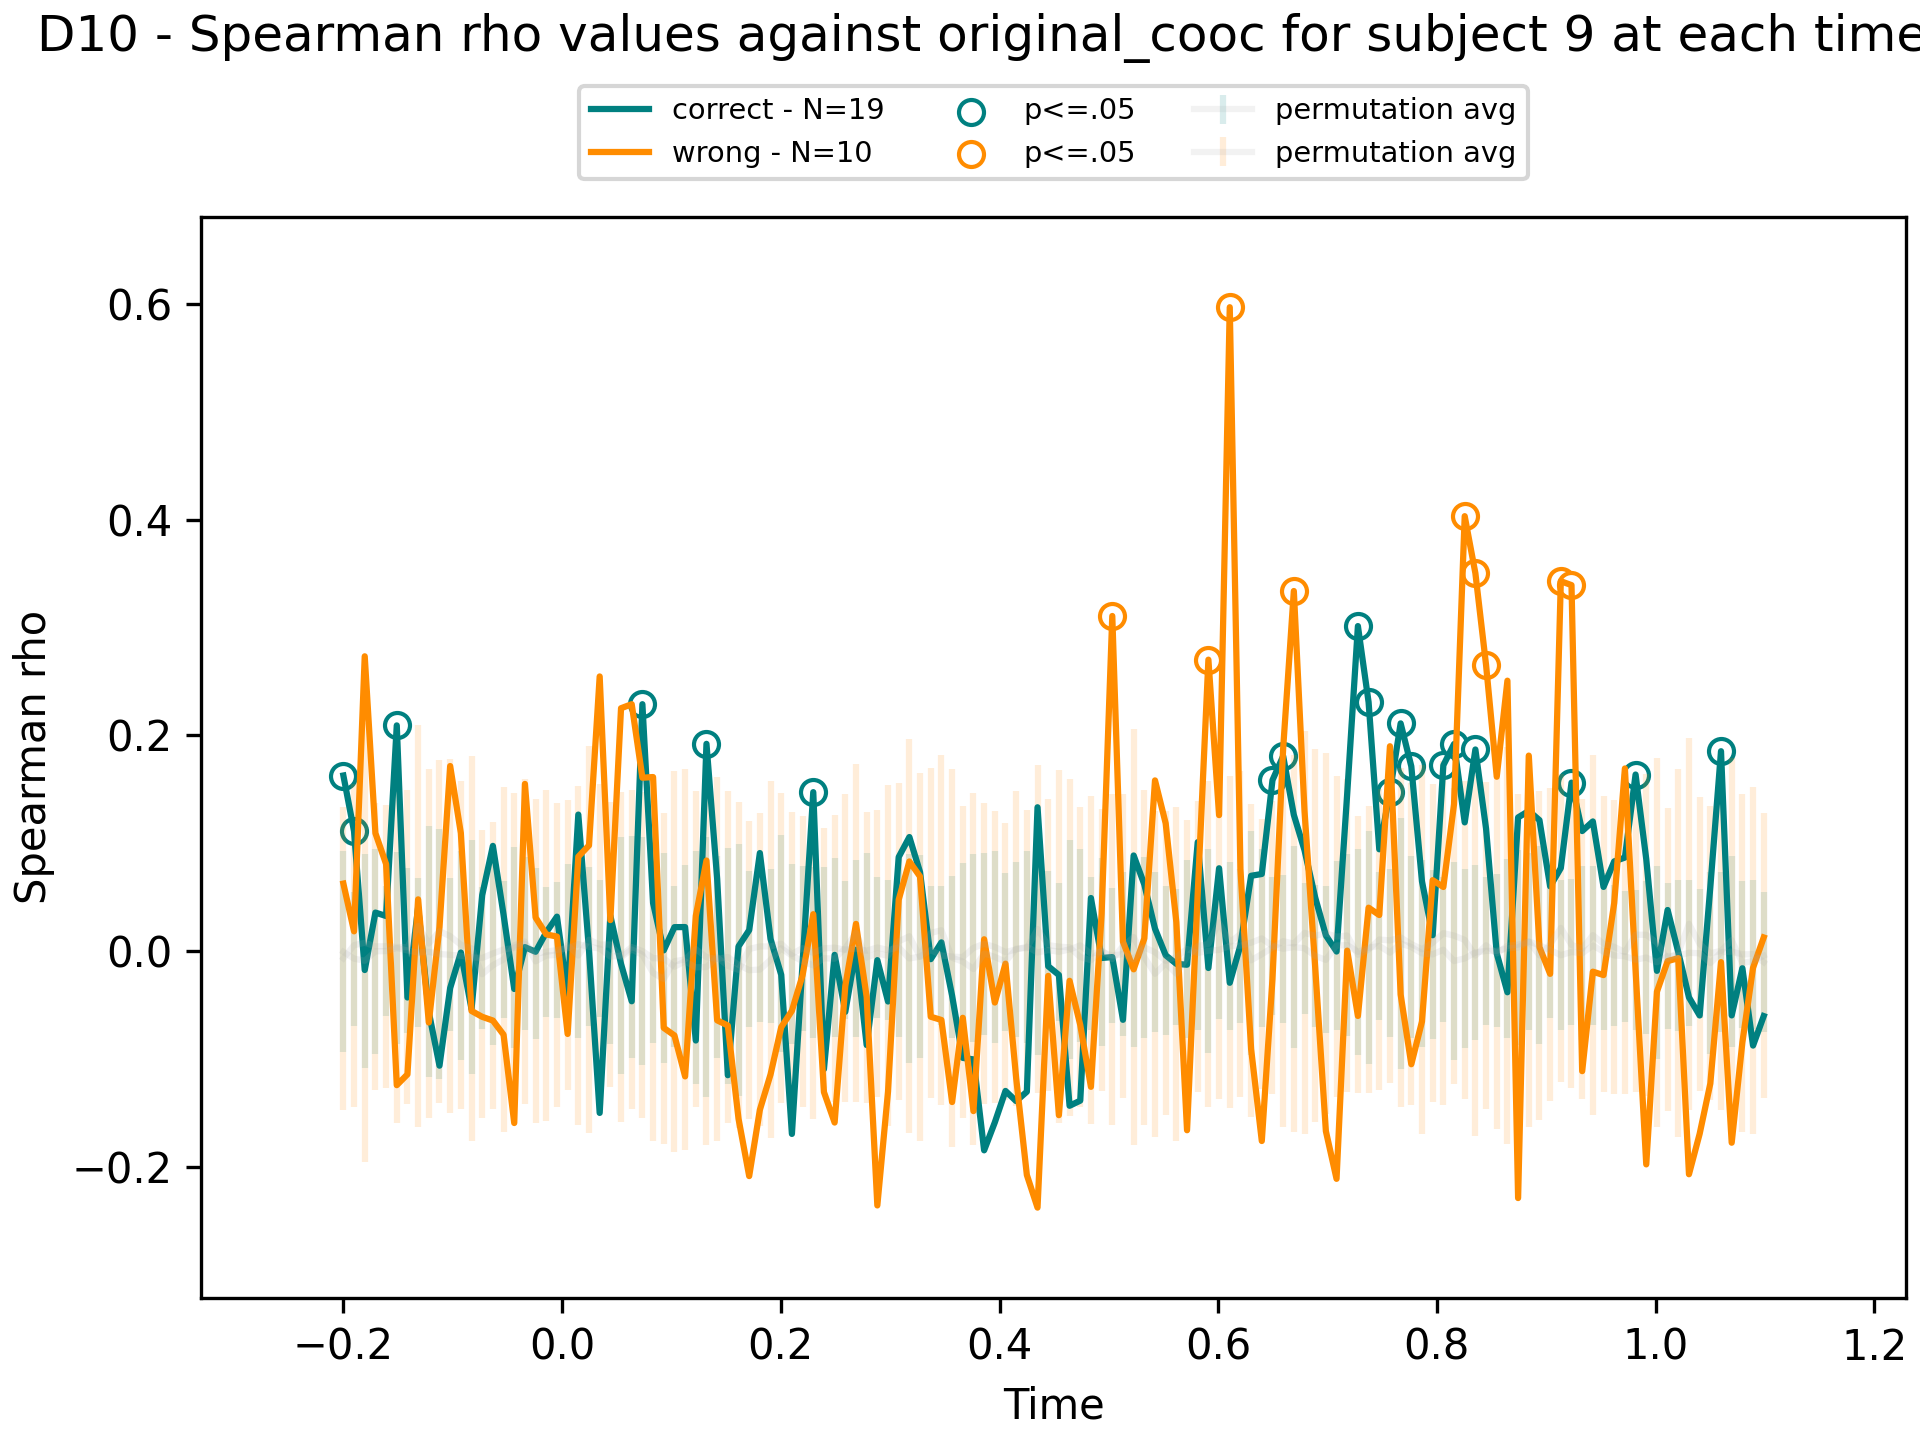 D10 - Spearman rho values against original_cooc for subject 9 at each time
correct - N=19
wrong - N=10
p<=.05
p<=.05
permutation avg
permutation avg
Spearman rho
0.6
0.4
0.2
0.0
−0.2
−0.2
0.0
0.2
0.4
0.6
0.8
1.0
1.2
Time